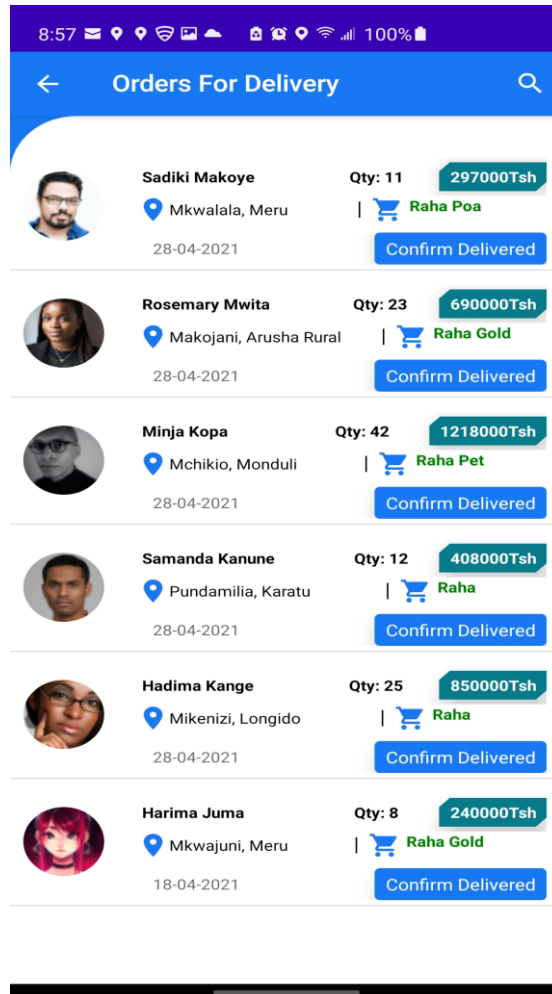 8:57 100%
Orders For Delivery
Sadiki Makoye Qty: 11 297000Tsh
Mkwalala, Meru | Raha Poa
28-04-2021 Confirm Delivered
Rosemary Mwita Qty: 23 690000Tsh
Makojani, Arusha Rural | Raha Gold
28-04-2021 Confirm Delivered
Minja Kopa Qty: 42 1218000Tsh
Mchikio, Monduli | Raha Pet
28-04-2021 Confirm Delivered
Samanda Kanune Qty: 12 408000Tsh
Pundamilia, Karatu | Raha
28-04-2021 Confirm Delivered
Hadima Kange Qty: 25 850000Tsh
Mikenizi, Longido | Raha
28-04-2021 Confirm Delivered
Harima Juma Qty: 8 240000Tsh
Mkwajuni, Meru | Raha Gold
18-04-2021 Confirm Delivered